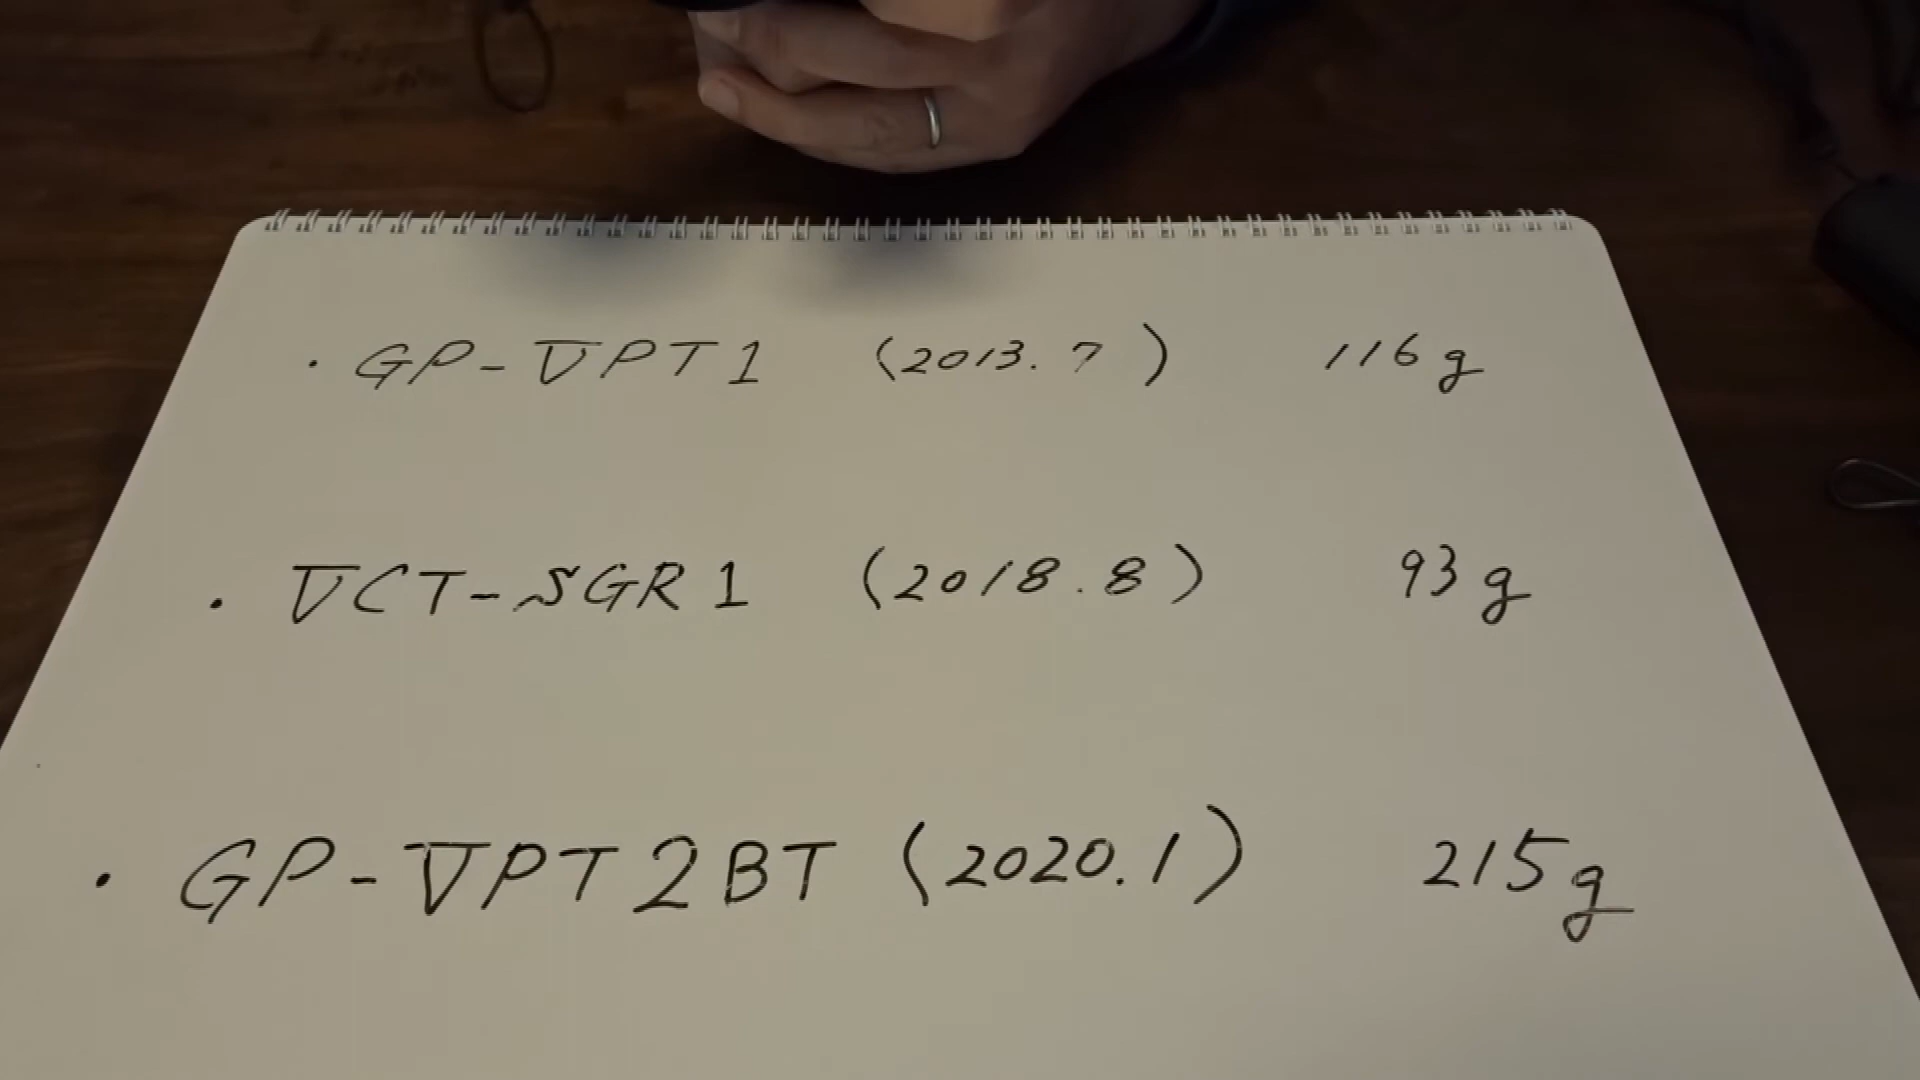 ・GP-VPT1 (2013.7) 116g
・VCT-SGR1 (2018.8) 93g
・GP-VPT2BT (2020.1) 215g